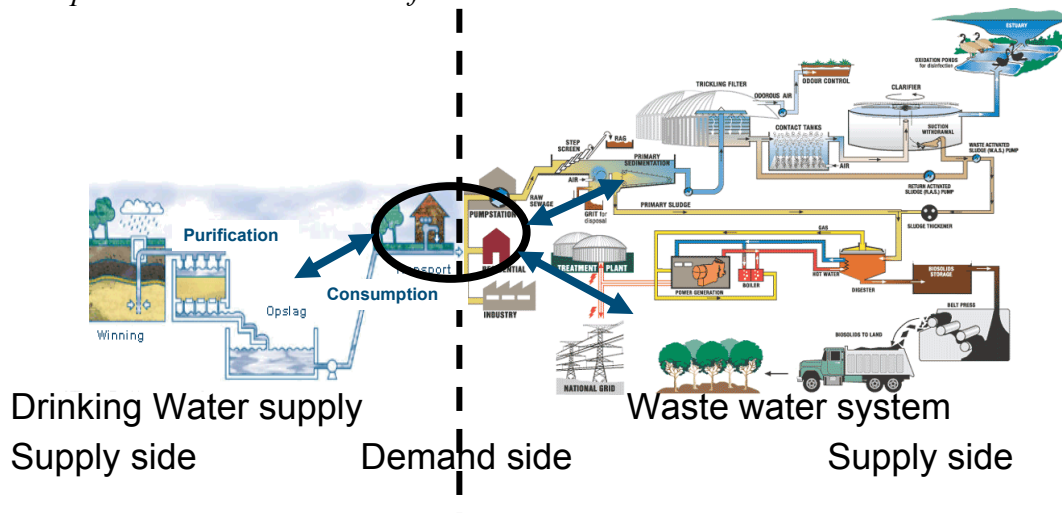 ESTUARY
OXIDATION PONDS
for disinfection
TRICKLING FILTER
ODOROUS AIR
ODOUR CONTROL
CLARIFIER
SUCTION
WITHDRAWAL
CONTACT TANKS
AIR
WASTE ACTIVATED
SLUDGE (W.A.S.) PUMP
RETURN ACTIVATED
SLUDGE (R.A.S.) PUMP
STEP
SCREEN
RAG
PRIMARY
SEDIMENTATION
AIR
RAW
SEWAGE
GRIT for
disposal
PRIMARY SLUDGE
SLUDGE THICKENER
PUMPSTATION
Purification
Consumption
Winning
Opslag
INDUSTRY
TREATMENT PLANT
GAS
HOT WATER
POWER GENERATION
BOILER
DIGESTER
BIOSOLIDS
STORAGE
BELT PRESS
BIOSOLIDS TO LAND
NATIONAL GRID
Drinking Water supply
Waste water system
Supply side
Demand side
Supply side